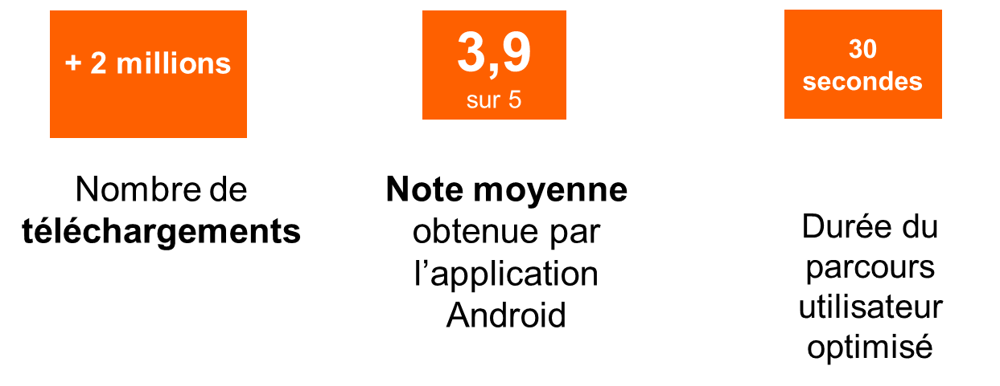 + 2 millions
Nombre de
téléchargements
3,9
sur 5
Note moyenne
obtenue par
l’application
Android
30
secondes
Durée du
parcours
utilisateur
optimisé